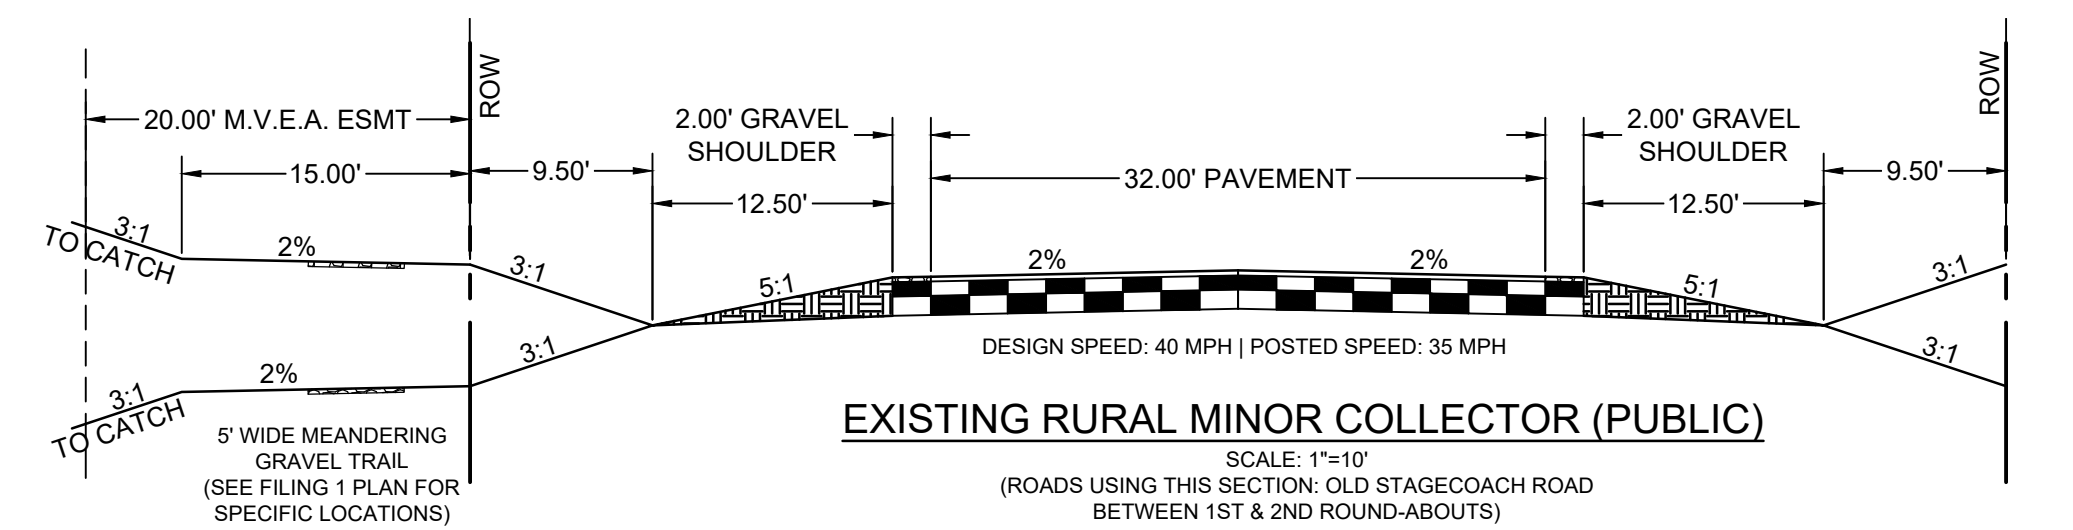 ROW
ROW
20.00' M.V.E.A. ESMT
2.00' GRAVEL
SHOULDER
2.00' GRAVEL
SHOULDER
15.00'
9.50'
32.00' PAVEMENT
9.50'
12.50'
12.50'
3:1
TO CATCH
2%
3:1
5:1
2%
2%
5:1
3:1
3:1
TO CATCH
2%
3:1
3:1
DESIGN SPEED: 40 MPH | POSTED SPEED: 35 MPH
5' WIDE MEANDERING
GRAVEL TRAIL
(SEE FILING 1 PLAN FOR
SPECIFIC LOCATIONS)
EXISTING RURAL MINOR COLLECTOR (PUBLIC)
SCALE: 1"=10'
(ROADS USING THIS SECTION: OLD STAGECOACH ROAD
BETWEEN 1ST & 2ND ROUND-ABOUTS)